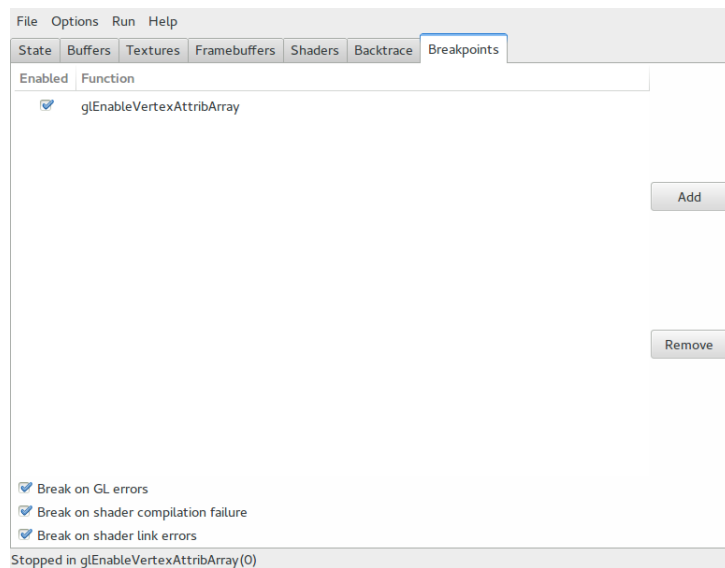 File Options Run Help
State Buffers Textures Framebuffers Shaders Backtrace Breakpoints
Enabled Function
glEnableVertexAttribArray
Add
Remove
Break on GL errors
Break on shader compilation failure
Break on shader link errors
Stopped in glEnableVertexAttribArray(0)